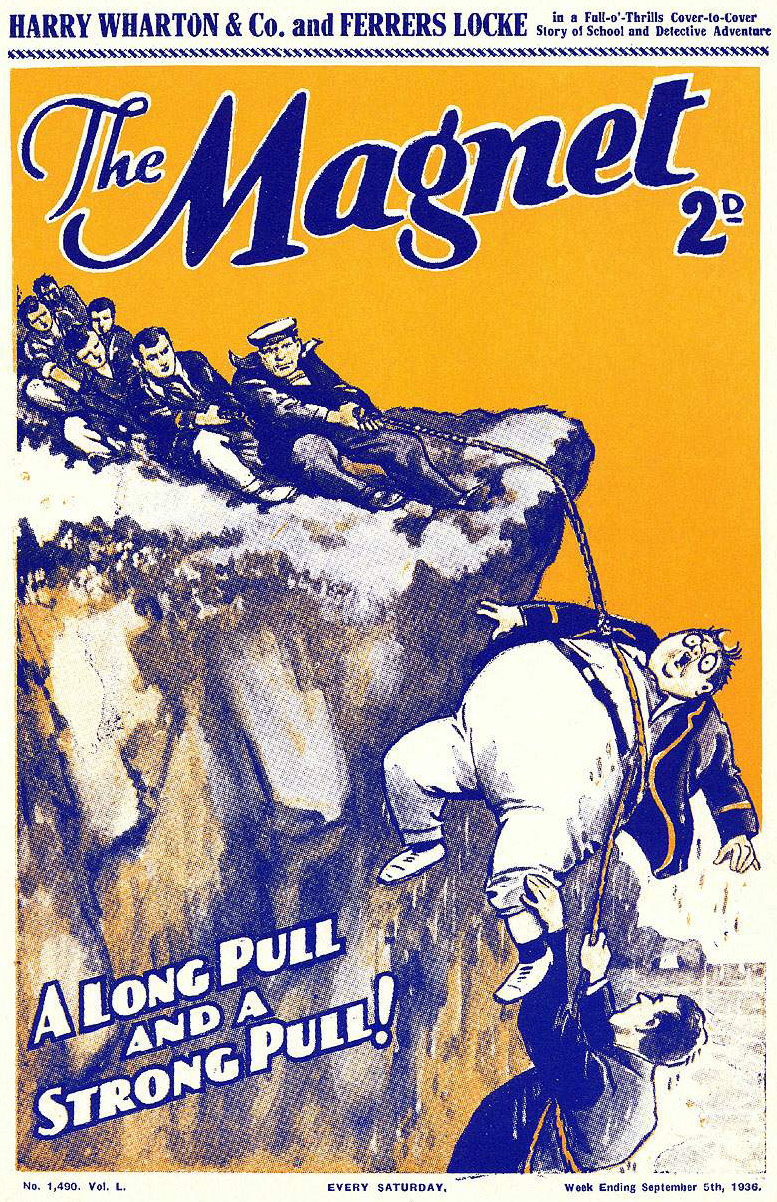 HARRY WHARTON & Co. and FERRERS LOCKE
in a Full-o'-Thrills Cover-to-Cover
Story of School and Detective Adventure
The Magnet
2D
A LONG PULL
AND A
STRONG PULL!
No. 1,490. Vol. L.
EVERY SATURDAY.
Week Ending September 5th, 1936.